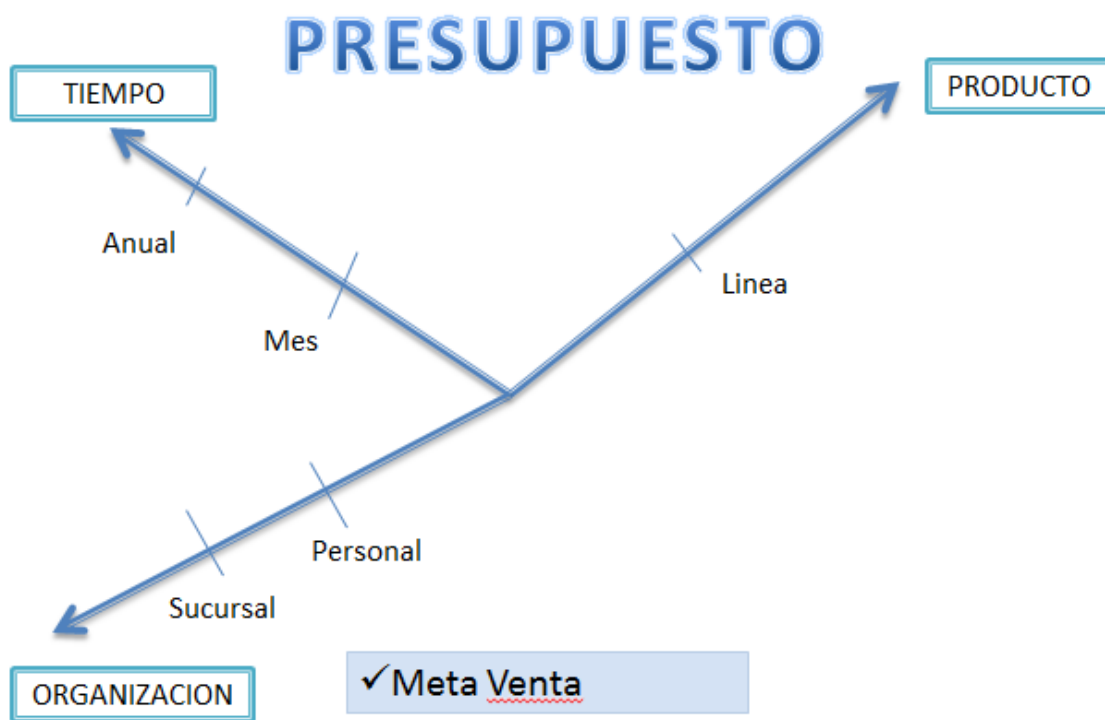 PRESUPUESTO
TIEMPO
PRODUCTO
Anual
Linea
Mes
Personal
Sucursal
ORGANIZACION
✓Meta Venta